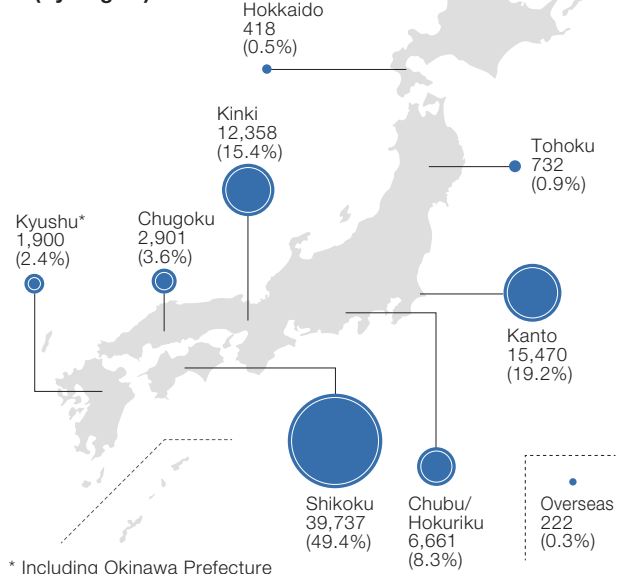 Hokkaido
418
(0.5%)
Kinki
12,358
(15.4%)
Tohoku
732
(0.9%)
Kyushu*
1,900
(2.4%)
Chugoku
2,901
(3.6%)
Kanto
15,470
(19.2%)
Shikoku
39,737
(49.4%)
Chubu/
Hokuriku
6,661
(8.3%)
Overseas
222
(0.3%)
* Including Okinawa Prefecture